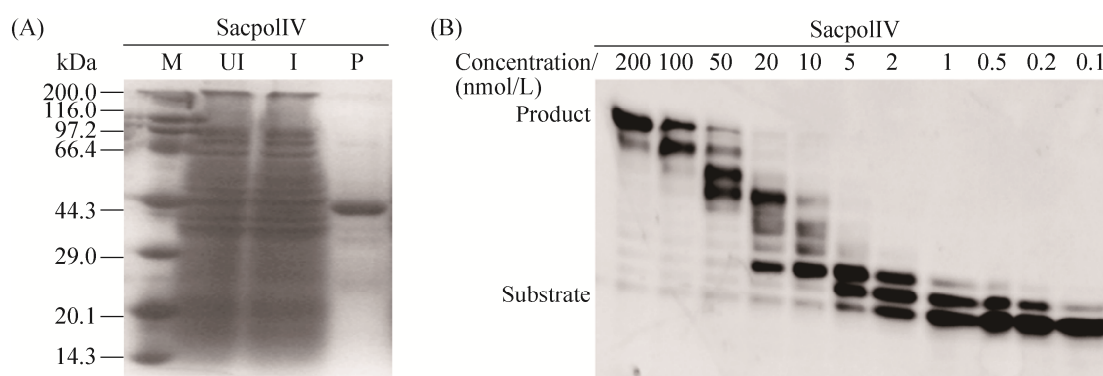 (A)
SacpolIV
kDa M UI I P
200.0
116.0
97.2
66.4
44.3
29.0
20.1
14.3
(B)
SacpolIV
Concentration/ 200 100 50 20 10 5 2 1 0.5 0.2 0.1
(nmol/L)
Product
Substrate